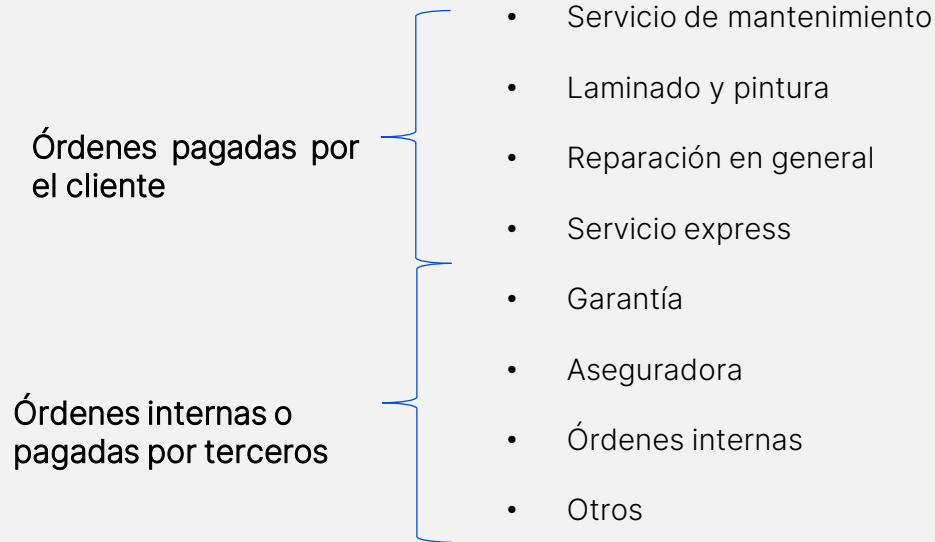 Órdenes pagadas por
el cliente
• Servicio de mantenimiento
• Laminado y pintura
• Reparación en general
• Servicio express
Órdenes internas o
pagadas por terceros
• Garantía
• Aseguradora
• Órdenes internas
• Otros